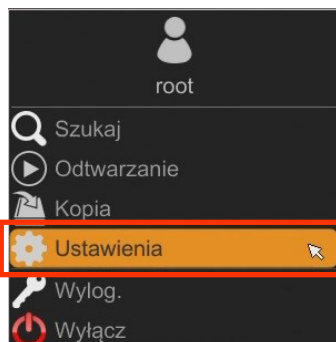 root
Szukaj
Odtwarzanie
Kopia
Ustawienia
Wylog.
Wyłącz